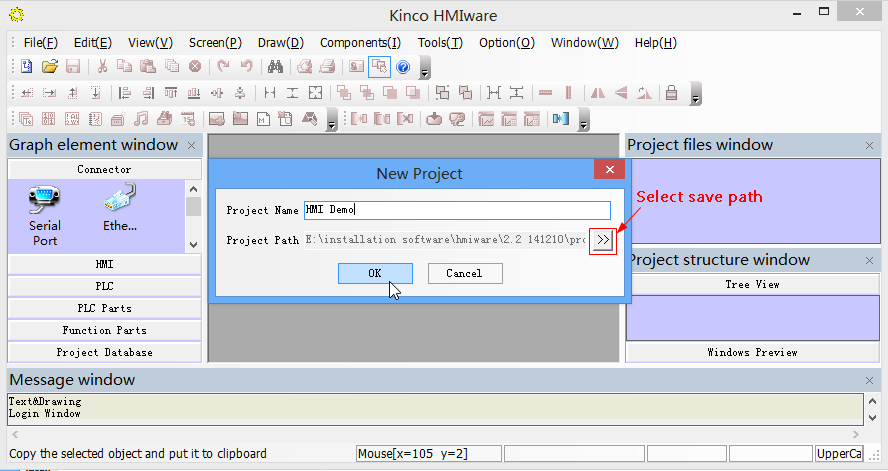 Kinco HMIware
File(F) Edit(E) View(V) Screen(P) Draw(D) Components(I) Tools(T) Option(O) Window(W) Help(H)
Graph element window
Connector
Serial Port
Ethe...
HMI
PLC
PLC Parts
Function Parts
Project Database
New Project
Project Name HMI Demo
Project Path E:\installation software\hmiware\2.2 141210\pro
>>
OK Cancel
Select save path
Project files window
Project structure window
Tree View
Windows Preview
Message window
Text&Drawing
Login Window
Copy the selected object and put it to clipboard
Mouse[x=105 y=2]
UpperCa